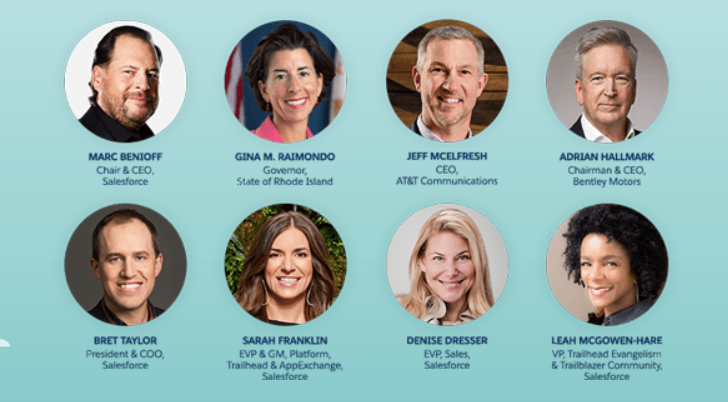 MARC BENIOFF
Chair & CEO,
Salesforce
GINA M. RAIMONDO
Governor,
State of Rhode Island
JEFF MCELFRESH
CEO,
AT&T Communications
ADRIAN HALLMARK
Chairman & CEO,
Bentley Motors
BRET TAYLOR
President & COO,
Salesforce
SARAH FRANKLIN
EVP & GM, Platform,
Trailhead & AppExchange,
Salesforce
DENISE DRESSER
EVP, Sales,
Salesforce
LEAH MCGOWEN-HARE
VP, Trailhead Evangelism
& Trailblazer Community,
Salesforce